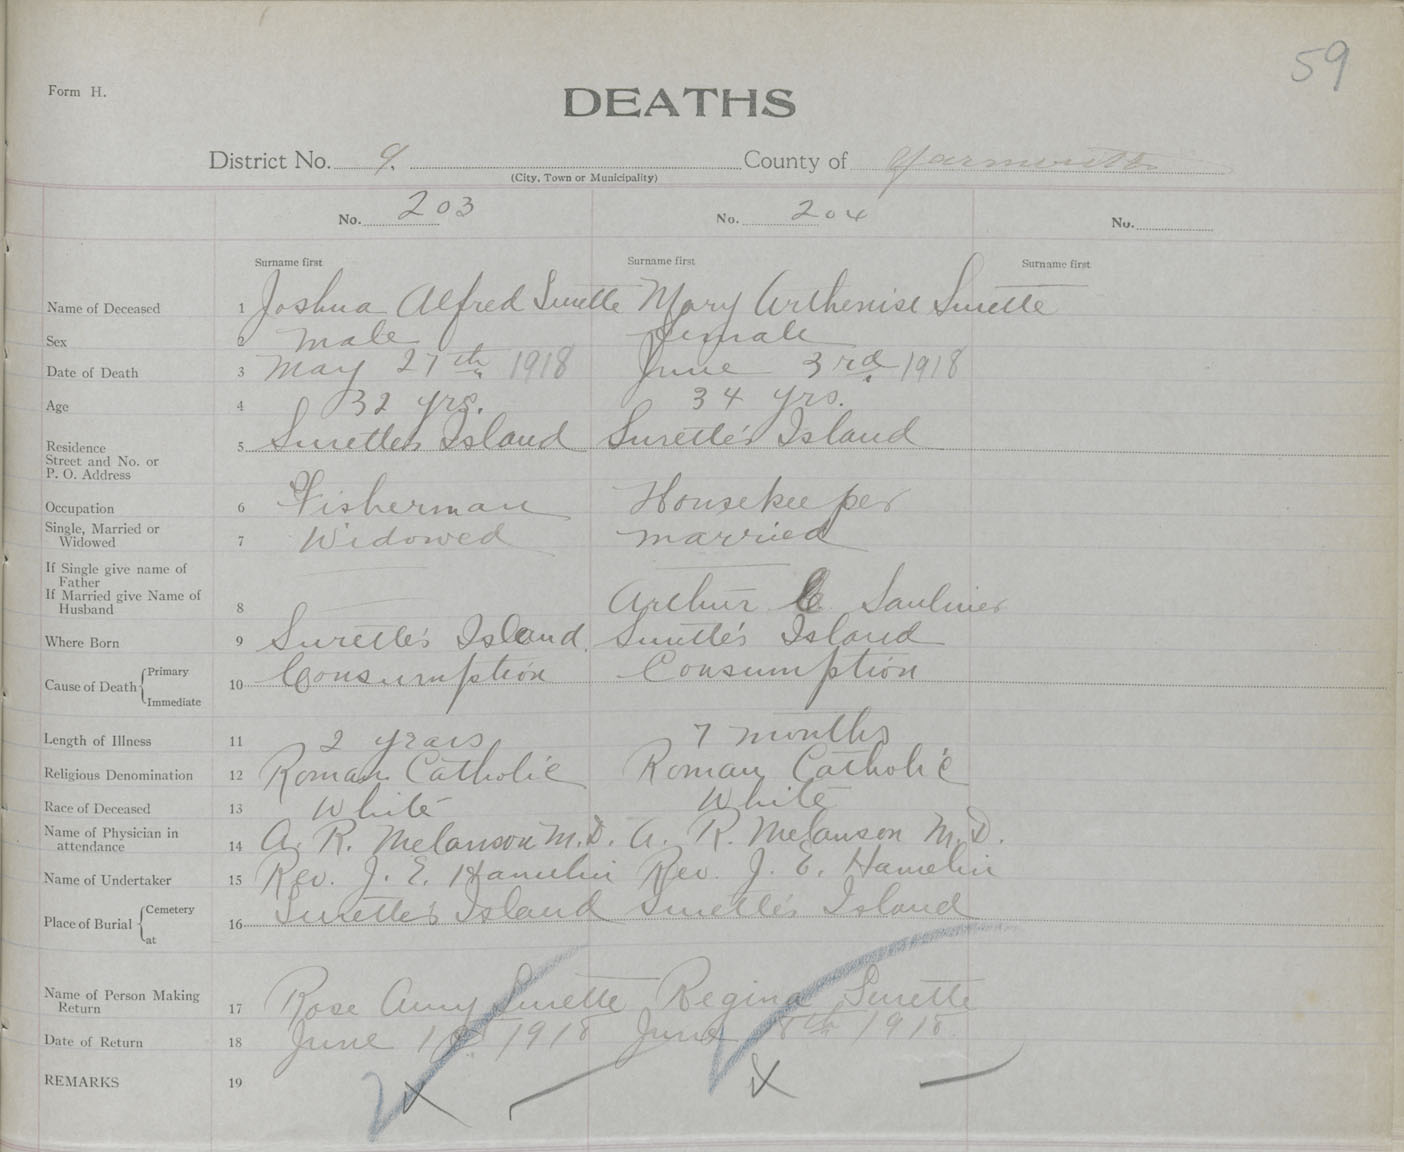 59
Form H.
DEATHS
District No. 9. County of Yarmouth
(City, Town or Municipality)
No. 203 No. 204 No.
Surname first Surname first Surname first
Name of Deceased 1 Joshua Alfred Surette Mary Arthenise Surette
Sex 2 male female
Date of Death 3 May 27th 1918 June 3rd 1918
Age 4 32 yrs. 34 yrs.
Residence 5 Surette's Island Surette's Island
Street and No. or
P. O. Address
Occupation 6 Fisherman Housekeeper
Single, Married or
Widowed 7 Widowed married
If Single give name of
Father
If Married give Name of
Husband 8 Arthur Saulnier
Where Born 9 Surette's Island. Surette's Island
Cause of Death Primary 10 Consumption Consumption
Immediate
Length of Illness 11 2 years 7 months
Religious Denomination 12 Roman Catholic Roman Catholic
Race of Deceased 13 White White
Name of Physician in
attendance 14 A. R. Melanson M.D. A. R. Melanson M.D.
Name of Undertaker 15 Rev. J. E. Hamelin Rev. J. E. Hamelin
Place of Burial Cemetery 16 Surette's Island Surette's Island
at
Name of Person Making
Return 17 Rose Anny Surette Regina Surette
Date of Return 18 June 1918 June 1918.
REMARKS 19 X X